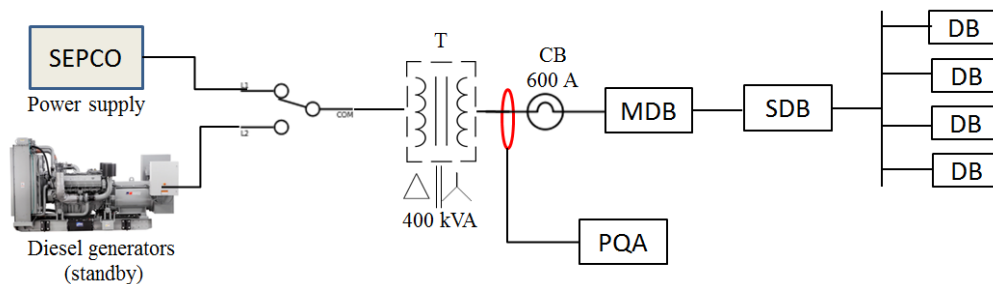 SEPCO
Power supply
L1
L2
COM
Diesel generators
(standby)
T
400 kVA
CB
600 A
MDB
SDB
PQA
DB
DB
DB
DB